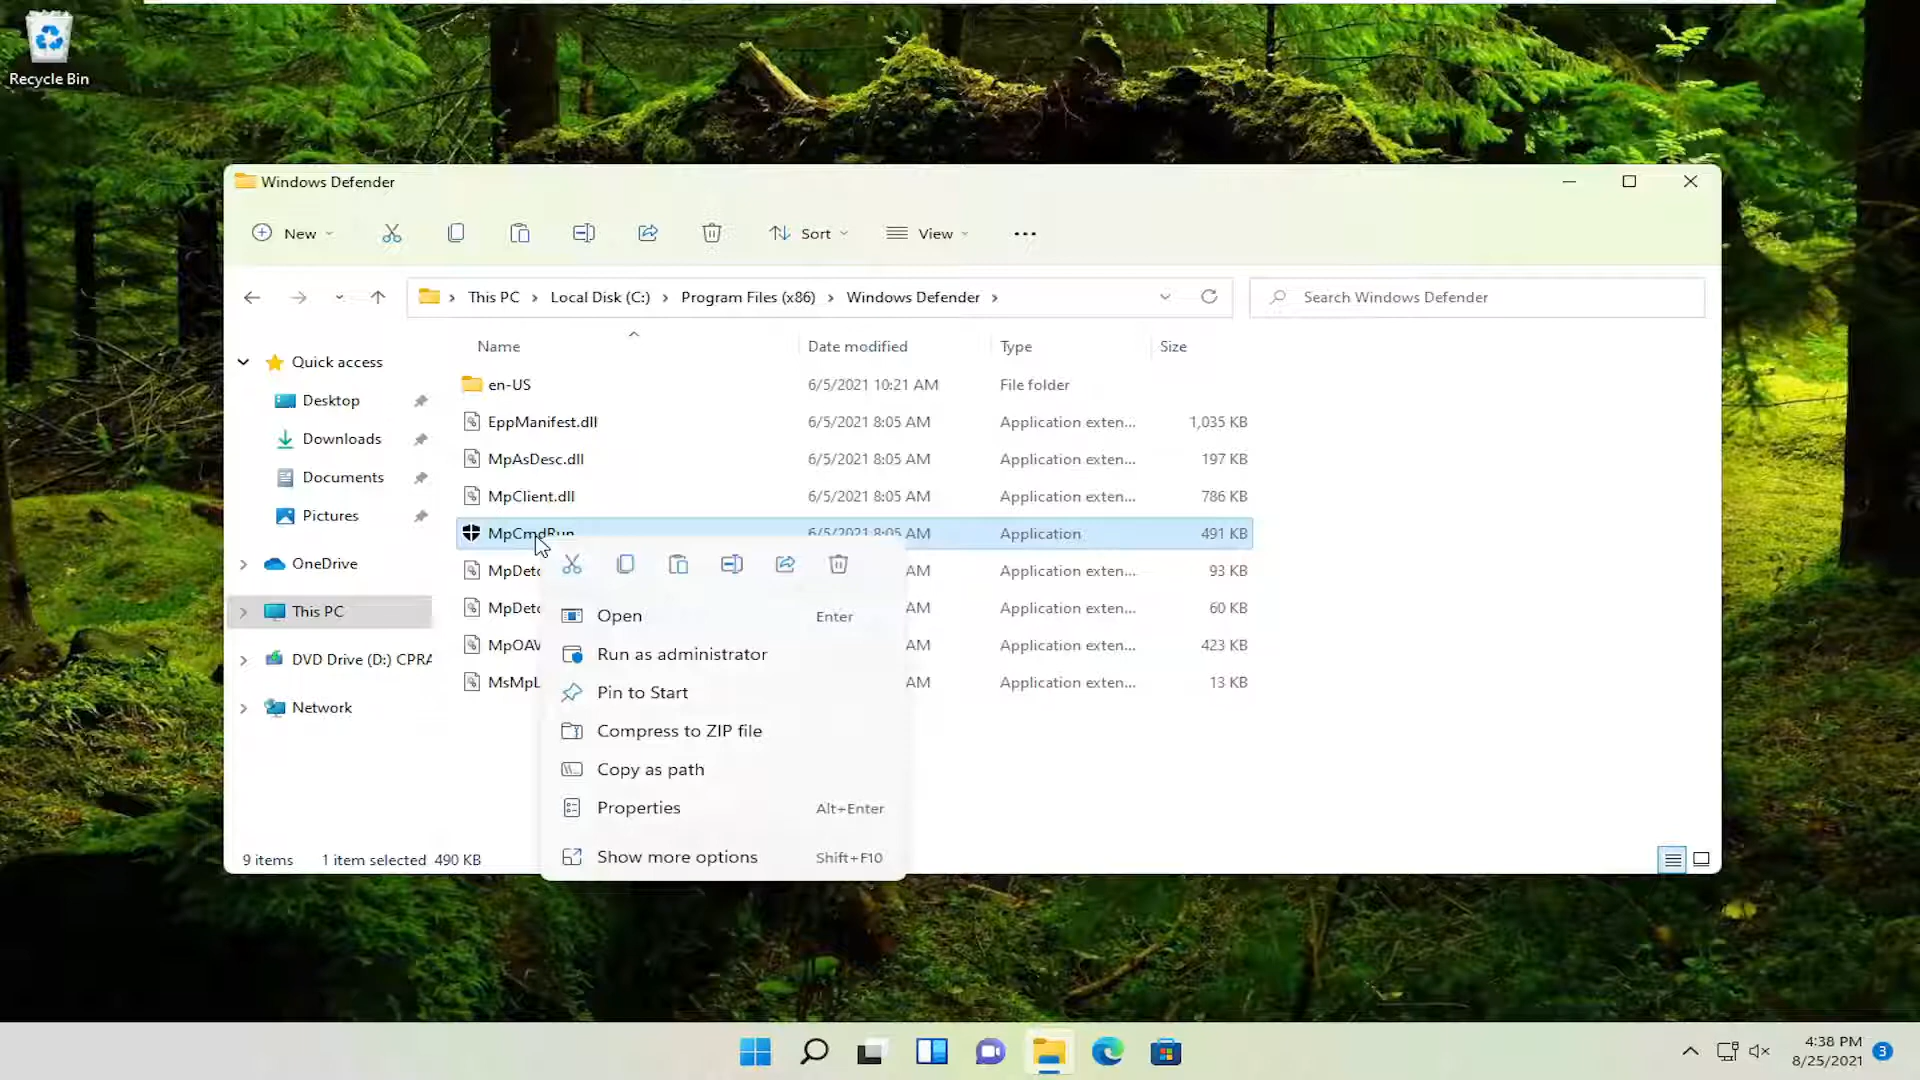 Recycle Bin
Windows Defender
New
Sort
View
This PC
Local Disk (C:)
Program Files (x86)
Windows Defender
Search Windows Defender
Name Date modified Type Size
Quick access
Desktop
Downloads
Documents
Pictures
OneDrive
This PC
DVD Drive (D:) CPRA
Network
en-US 6/5/2021 10:21 AM File folder
EppManifest.dll 6/5/2021 8:05 AM Application exten... 1,035 KB
MpAsDesc.dll 6/5/2021 8:05 AM Application exten... 197 KB
MpClient.dll 6/5/2021 8:05 AM Application exten... 786 KB
MpCmdRun 6/5/2021 8:05 AM Application 491 KB
MpDeto AM Application exten... 93 KB
MpDeto AM Application exten... 60 KB
MpOAV AM Application exten... 423 KB
MsMpL AM Application exten... 13 KB
Open Enter
Run as administrator
Pin to Start
Compress to ZIP file
Copy as path
Properties Alt+Enter
Show more options Shift+F10
9 items 1 item selected 490 KB
4:38 PM
8/25/2021
3